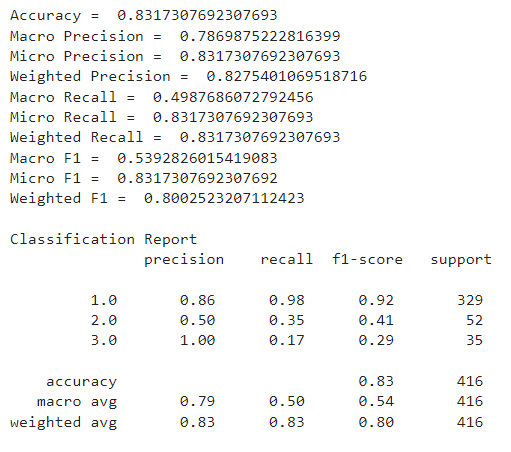 Accuracy =  0.8317307692307693
Macro Precision =  0.7869875222816399
Micro Precision =  0.8317307692307693
Weighted Precision =  0.8275401069518716
Macro Recall =  0.4987686072792456
Micro Recall =  0.8317307692307693
Weighted Recall =  0.8317307692307693
Macro F1 =  0.5392826015419083
Micro F1 =  0.8317307692307692
Weighted F1 =  0.8002523207112423

Classification Report
               precision    recall  f1-score   support

         1.0       0.86      0.98      0.92       329
         2.0       0.50      0.35      0.41        52
         3.0       1.00      0.17      0.29        35

    accuracy                           0.83       416
   macro avg       0.79      0.50      0.54       416
weighted avg       0.83      0.83      0.80       416